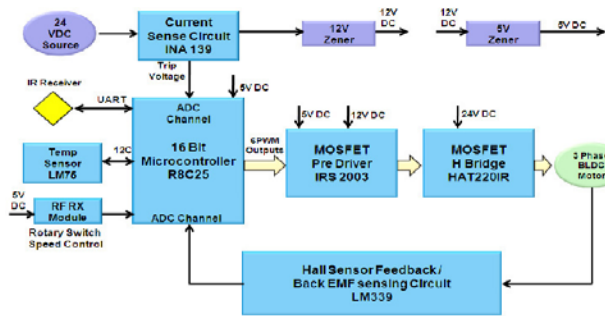 24
VDC
Source
Current
Sense Circuit
INA 139
12V
Zener
12V
DC
5V
Zener
5V DC
Trip
Voltage
IR Receiver
UART
5V DC
ADC
Channel
16 Bit
Microcontroller
R8C25
ADC Channel
Temp
Sensor
LM75
12C
5V
DC
RF RX
Module
Rotary Switch
Speed Control
6PWM
Outputs
5V DC
12V DC
MOSFET
Pre Driver
IRS 2003
24V DC
MOSFET
H Bridge
HAT220IR
3 Phase
BLDC
Motor
Hall Sensor Feedback /
Back EMF sensing Circuit
LM339
12V
DC